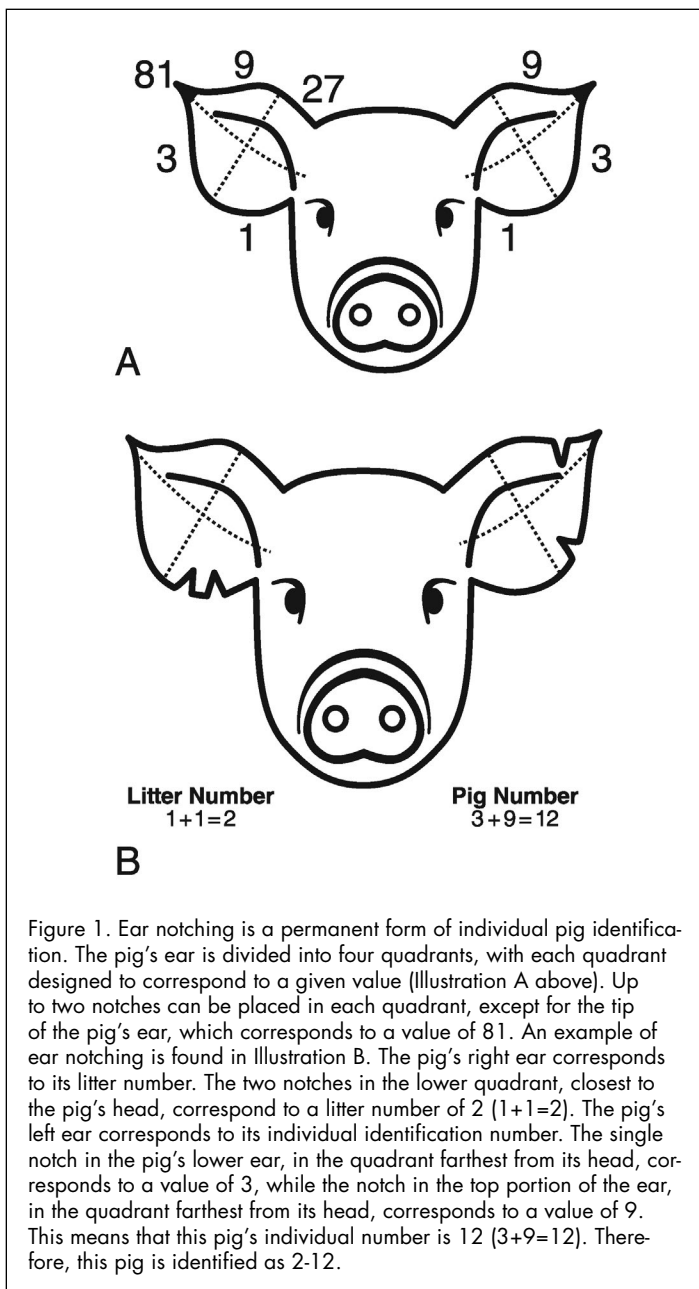 81 9 27 9
3 3
1 1
A
Litter Number Pig Number
1+1=2 3+9=12
B
Figure 1. Ear notching is a permanent form of individual pig identifica-
tion. The pig's ear is divided into four quadrants, with each quadrant
designed to correspond to a given value (Illustration A above). Up
to two notches can be placed in each quadrant, except for the tip
of the pig's ear, which corresponds to a value of 81. An example of
ear notching is found in Illustration B. The pig's right ear corresponds
to its litter number. The two notches in the lower quadrant, closest to
the pig's head, correspond to a litter number of 2 (1+1=2). The pig's
left ear corresponds to its individual identification number. The single
notch in the pig's lower ear, in the quadrant farthest from its head, cor-
responds to a value of 3, while the notch in the top portion of the ear,
in the quadrant farthest from its head, corresponds to a value of 9.
This means that this pig's individual number is 12 (3+9=12). There-
fore, this pig is identified as 2-12.